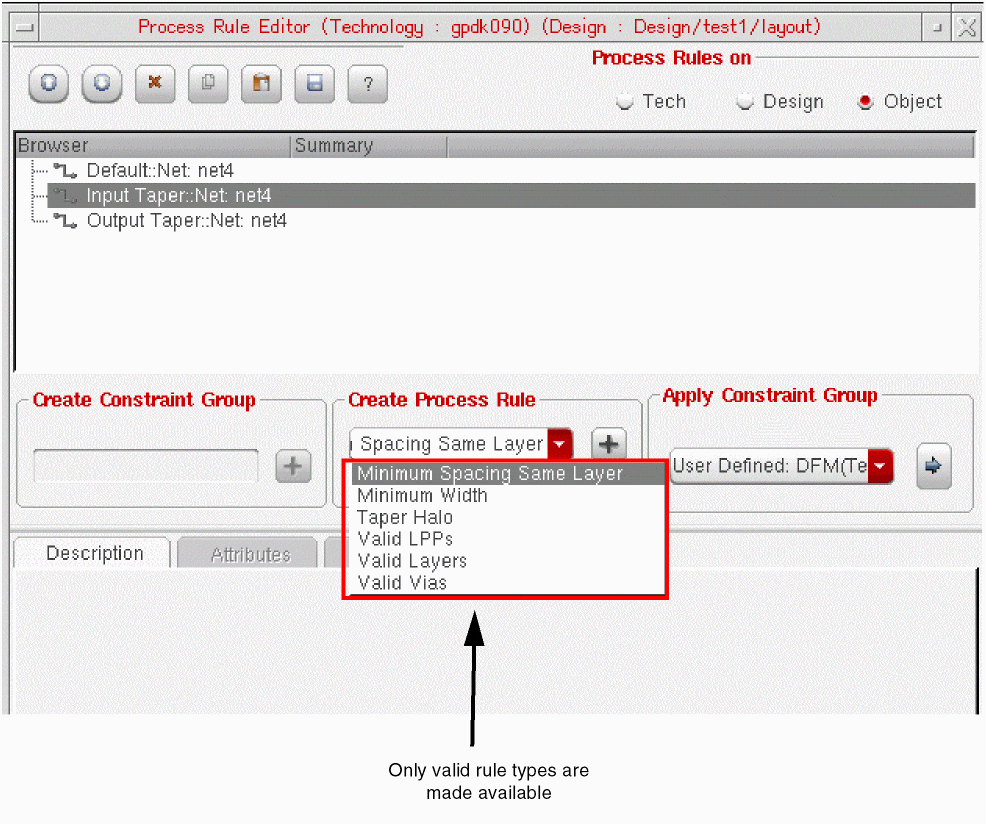 Process Rule Editor (Technology : gpdk090) (Design : Design/test1/layout)
Process Rules on
?
Tech
Design
Object
Browser
Summary
Default::Net: net4
Input Taper::Net: net4
Output Taper::Net: net4
Create Constraint Group
Create Process Rule
Apply Constraint Group
Spacing Same Layer
User Defined: DFM(Te
Minimum Spacing Same Layer
Minimum Width
Taper Halo
Valid LPPs
Valid Layers
Valid Vias
Description
Attributes
Only valid rule types are
made available